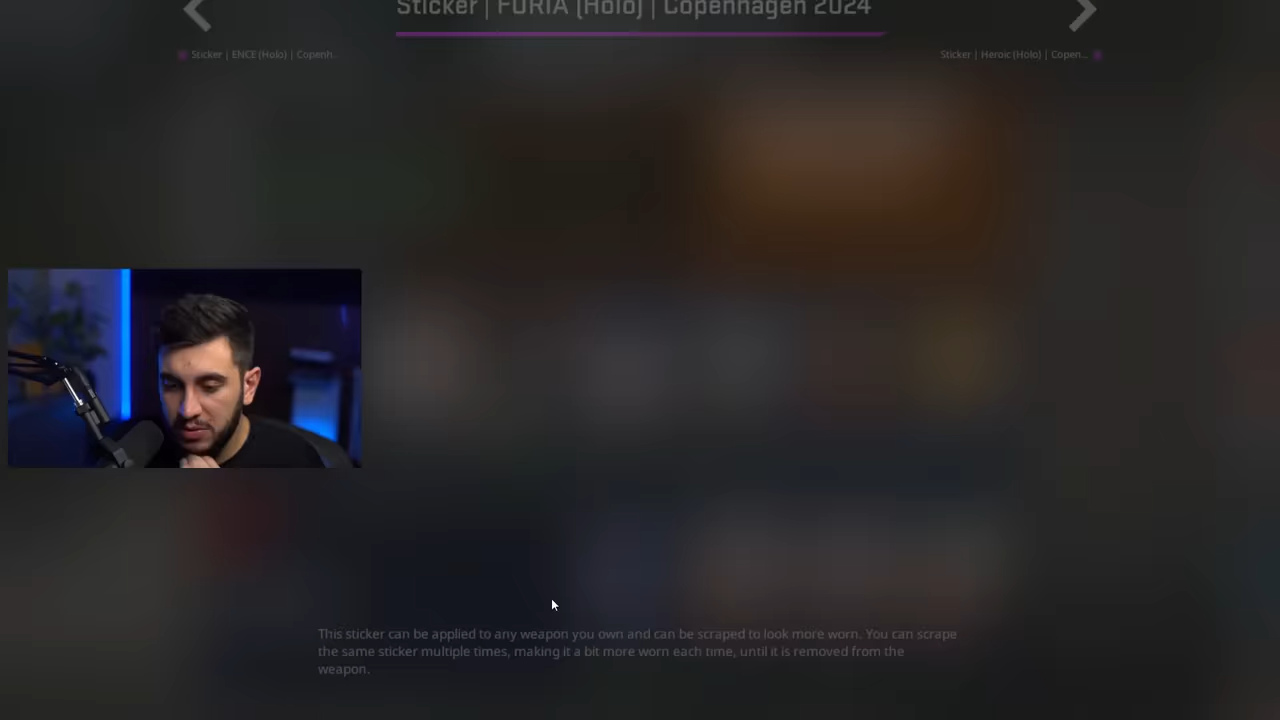 Sticker | FURIA (Holo) | Copenhagen 2024
Sticker | ENCE (Holo) | Copenh...
Sticker | Heroic (Holo) | Copen...
This sticker can be applied to any weapon you own and can be scraped to look more worn. You can scrape
the same sticker multiple times, making it a bit more worn each time, until it is removed from the
weapon.